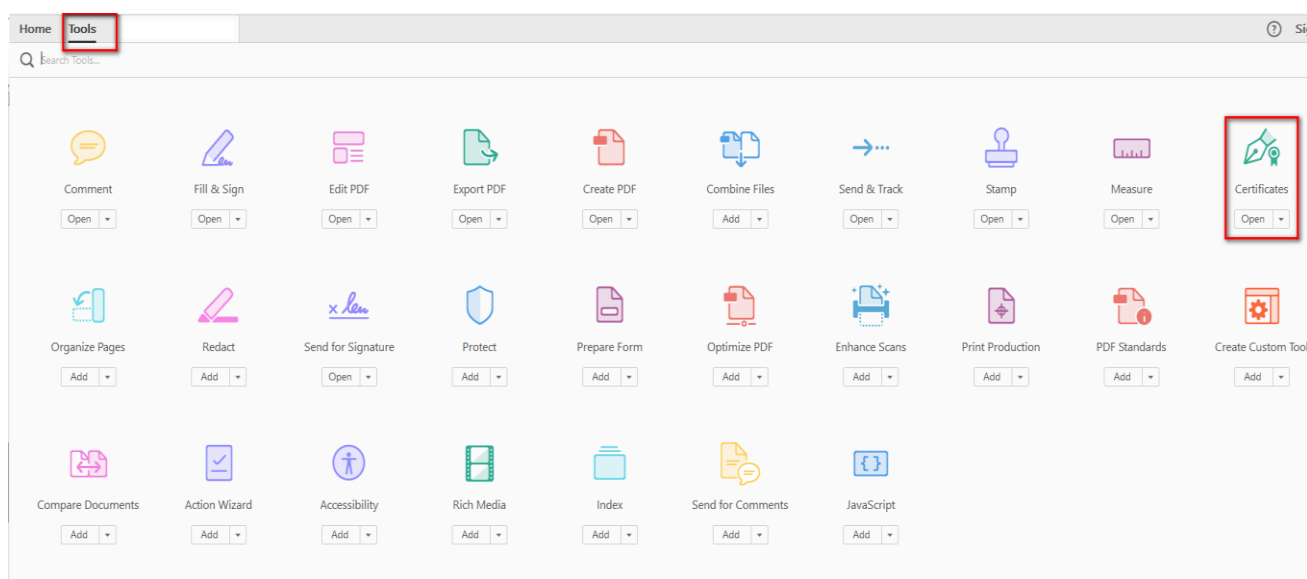 Home Tools
Si
Search Tools...
Comment Fill & Sign Edit PDF Export PDF Create PDF Combine Files Send & Track Stamp Measure Certificates
Open Open Open Open Open Add Open Open Open Open
Organize Pages Redact Send for Signature Protect Prepare Form Optimize PDF Enhance Scans Print Production PDF Standards Create Custom Tool
Add Add Open Add Add Add Add Add Add Add
Compare Documents Action Wizard Accessibility Rich Media Index Send for Comments JavaScript
Add Add Add Add Add Add Add